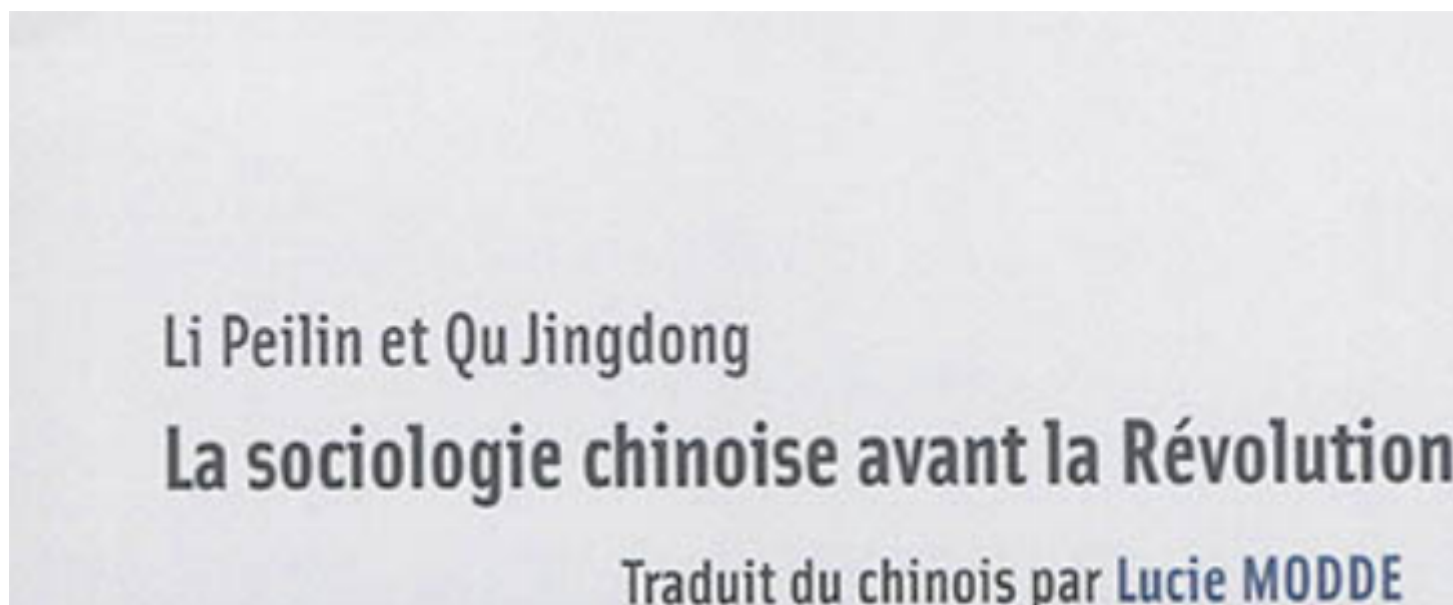 Li Peilin et Qu Jingdong
La sociologie chinoise avant la Révolution
Traduit du chinois par Lucie MODDE